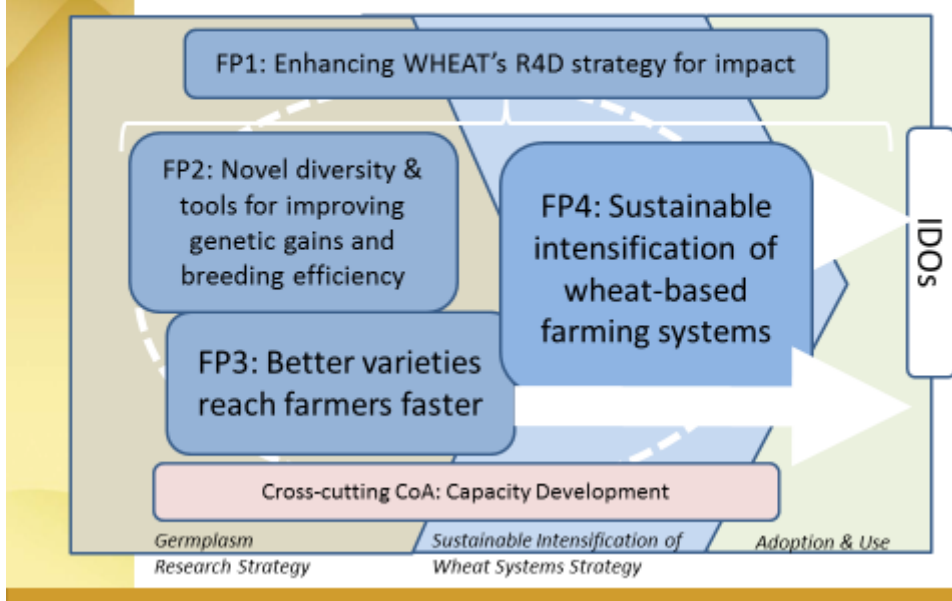 FP1: Enhancing WHEAT's R4D strategy for impact
FP2: Novel diversity &
tools for improving
genetic gains and
breeding efficiency
FP4: Sustainable
intensification of
wheat-based
farming systems
IDOs
FP3: Better varieties
reach farmers faster
Cross-cutting CoA: Capacity Development
Germplasm
Research Strategy
Sustainable Intensification of
Wheat Systems Strategy
Adoption & Use